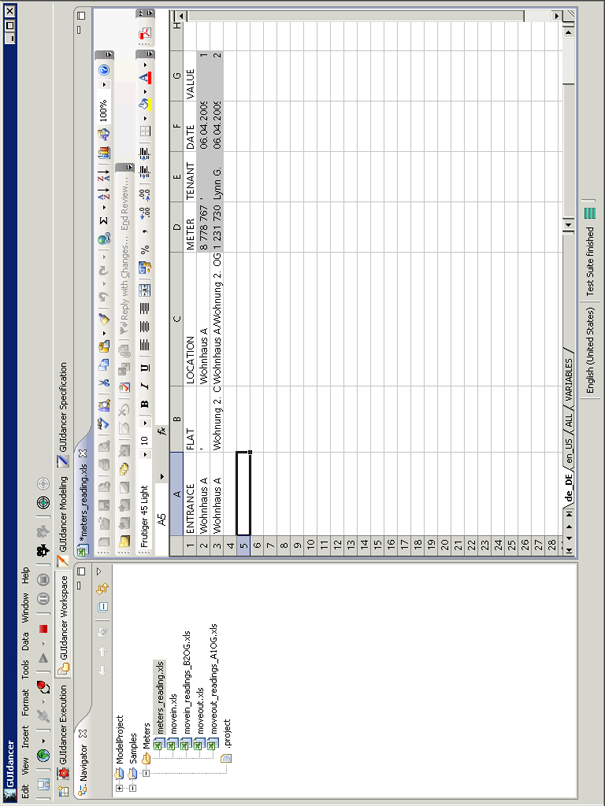 GUIdancer
Edit View Insert Format Tools Data Window Help
GUIdancer Execution GUIdancer Workspace GUIdancer Modeling GUIdancer Specification
Navigator
ModelProject
Samples
Meters
meters_reading.xls
movein.xls
movein_readings_B2OG.xls
moveout.xls
moveout_readings_A1OG.xls
.project
*meters_reading.xls
Σ 100%
Reply with Changes... End Review...
Frutiger 45 Light 10 B I U % A
A5 fx
A B C D E F G H
1 ENTRANCE FLAT LOCATION METER TENANT DATE VALUE
2 Wohnhaus A ' Wohnhaus A 8 778 767 ' 06.04.2009 1
3 Wohnhaus A Wohnung 2. O Wohnhaus A/Wohnung 2. OG 1 231 730 Lynn G. 06.04.2009 2
4
5
6
7
8
9
10
11
12
13
14
15
16
17
18
19
20
21
22
23
24
25
26
27
28
de_DE en_US ALL VARIABLES
English (United States) Test Suite finished